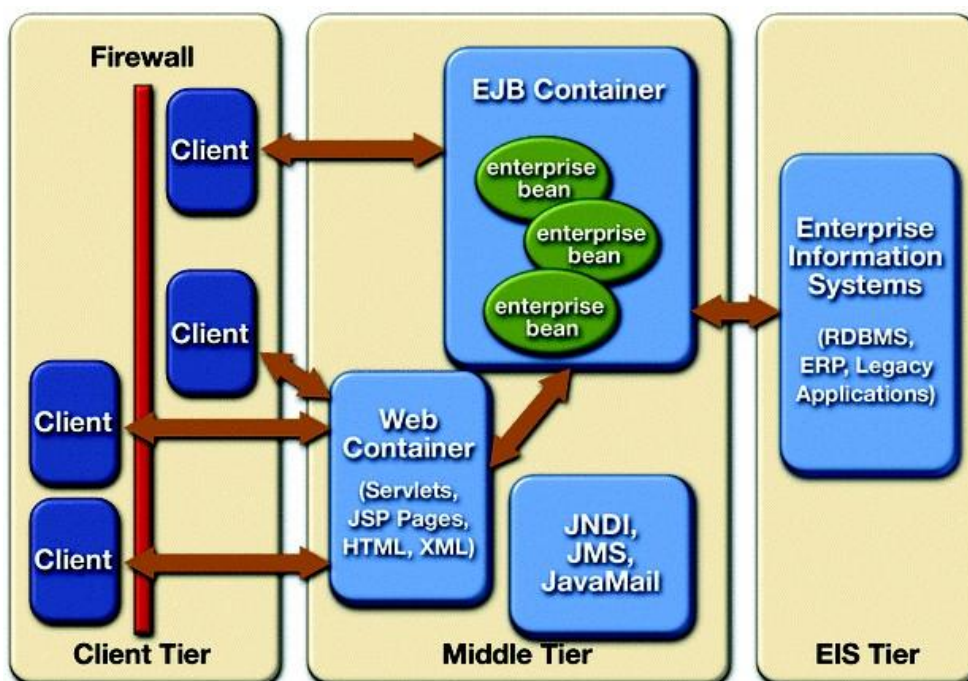 Firewall
Client
Client
Client
Client
Client Tier
EJB Container
enterprise
bean
enterprise
bean
enterprise
bean
Web
Container
(Servlets,
JSP Pages,
HTML, XML)
JNDI,
JMS,
JavaMail
Middle Tier
Enterprise
Information
Systems
(RDBMS,
ERP, Legacy
Applications)
EIS Tier